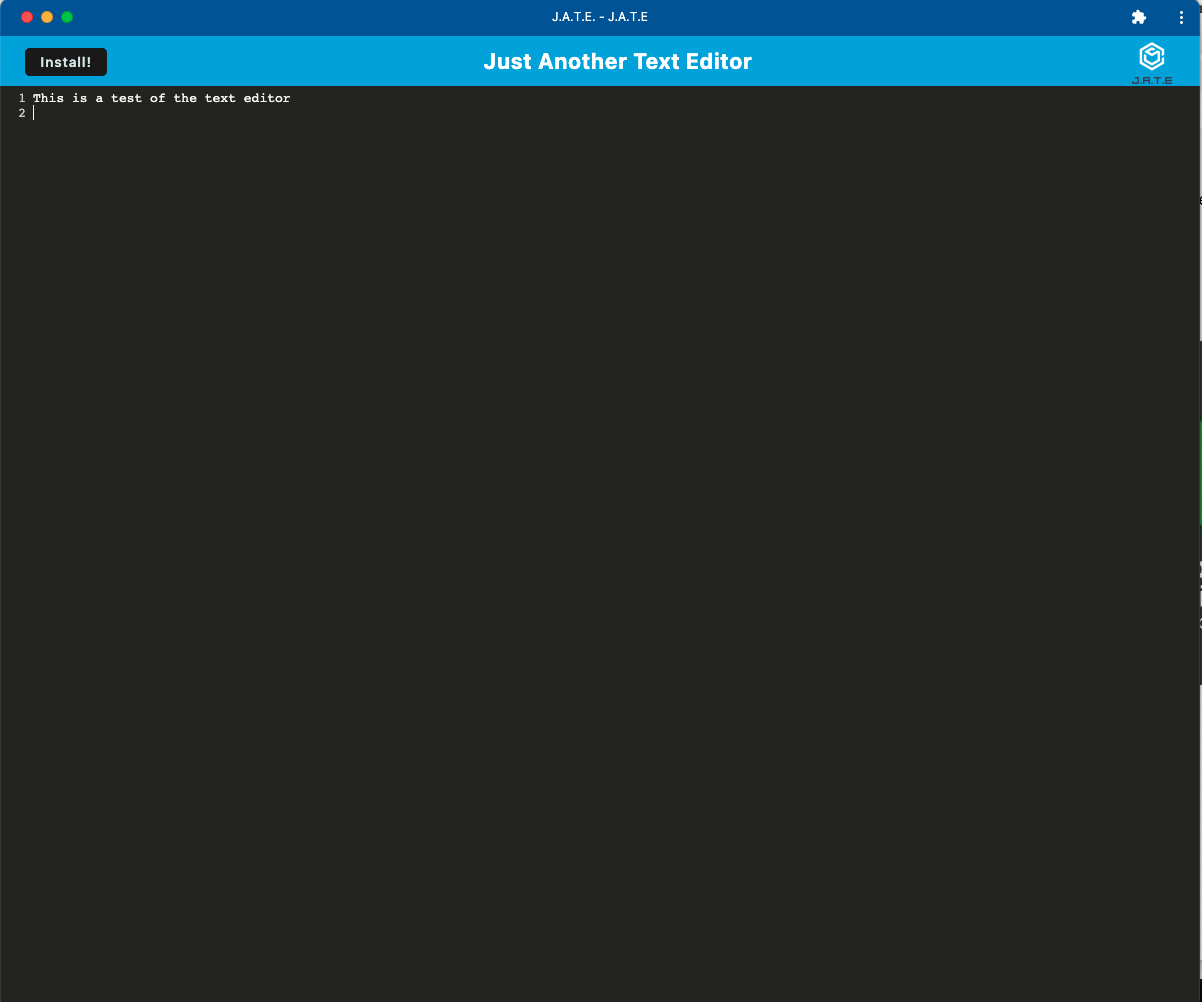 J.A.T.E. - J.A.T.E
Install!
Just Another Text Editor
J.A.T.E
1 This is a test of the text editor
2